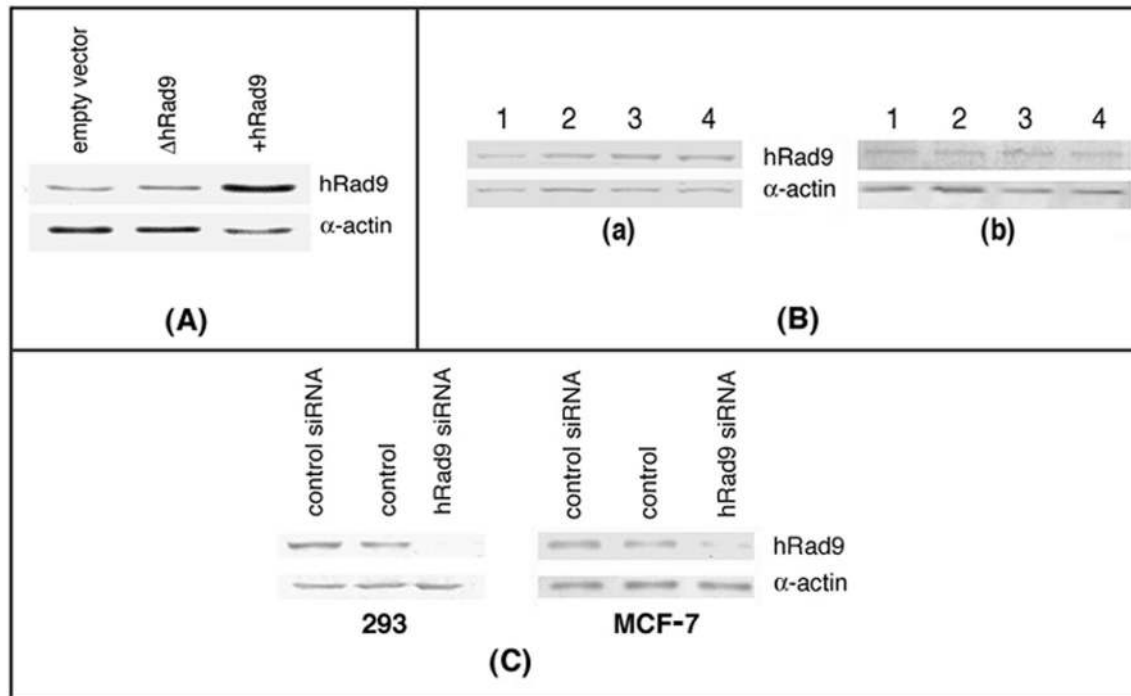 empty vector
ΔhRad9
+hRad9
hRad9
α-actin
(A)
1 2 3 4
hRad9
α-actin
(a)
1 2 3 4
(b)
(B)
control siRNA
control
hRad9 siRNA
control siRNA
control
hRad9 siRNA
hRad9
α-actin
293
MCF-7
(C)